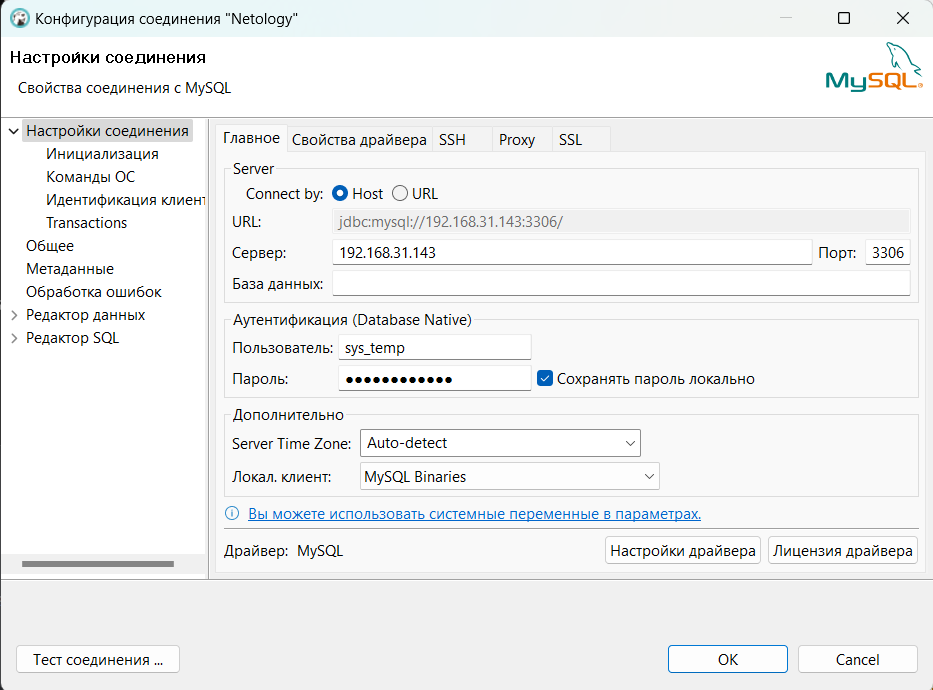 Конфигурация соединения "Netology"
Настройки соединения
Свойства соединения с MySQL
MySQL®
Настройки соединения
Инициализация
Команды ОС
Идентификация клиент
Transactions
Общее
Метаданные
Обработка ошибок
Редактор данных
Редактор SQL
Главное Свойства драйвера SSH Proxy SSL
Server
Connect by: Host URL
URL: jdbc:mysql://192.168.31.143:3306/
Сервер: 192.168.31.143 Порт: 3306
База данных:
Аутентификация (Database Native)
Пользователь: sys_temp
Пароль: ●●●●●●●●●●●● Сохранять пароль локально
Дополнительно
Server Time Zone: Auto-detect
Локал. клиент: MySQL Binaries
Вы можете использовать системные переменные в параметрах.
Драйвер: MySQL Настройки драйвера Лицензия драйвера
Тест соединения ... OK Cancel